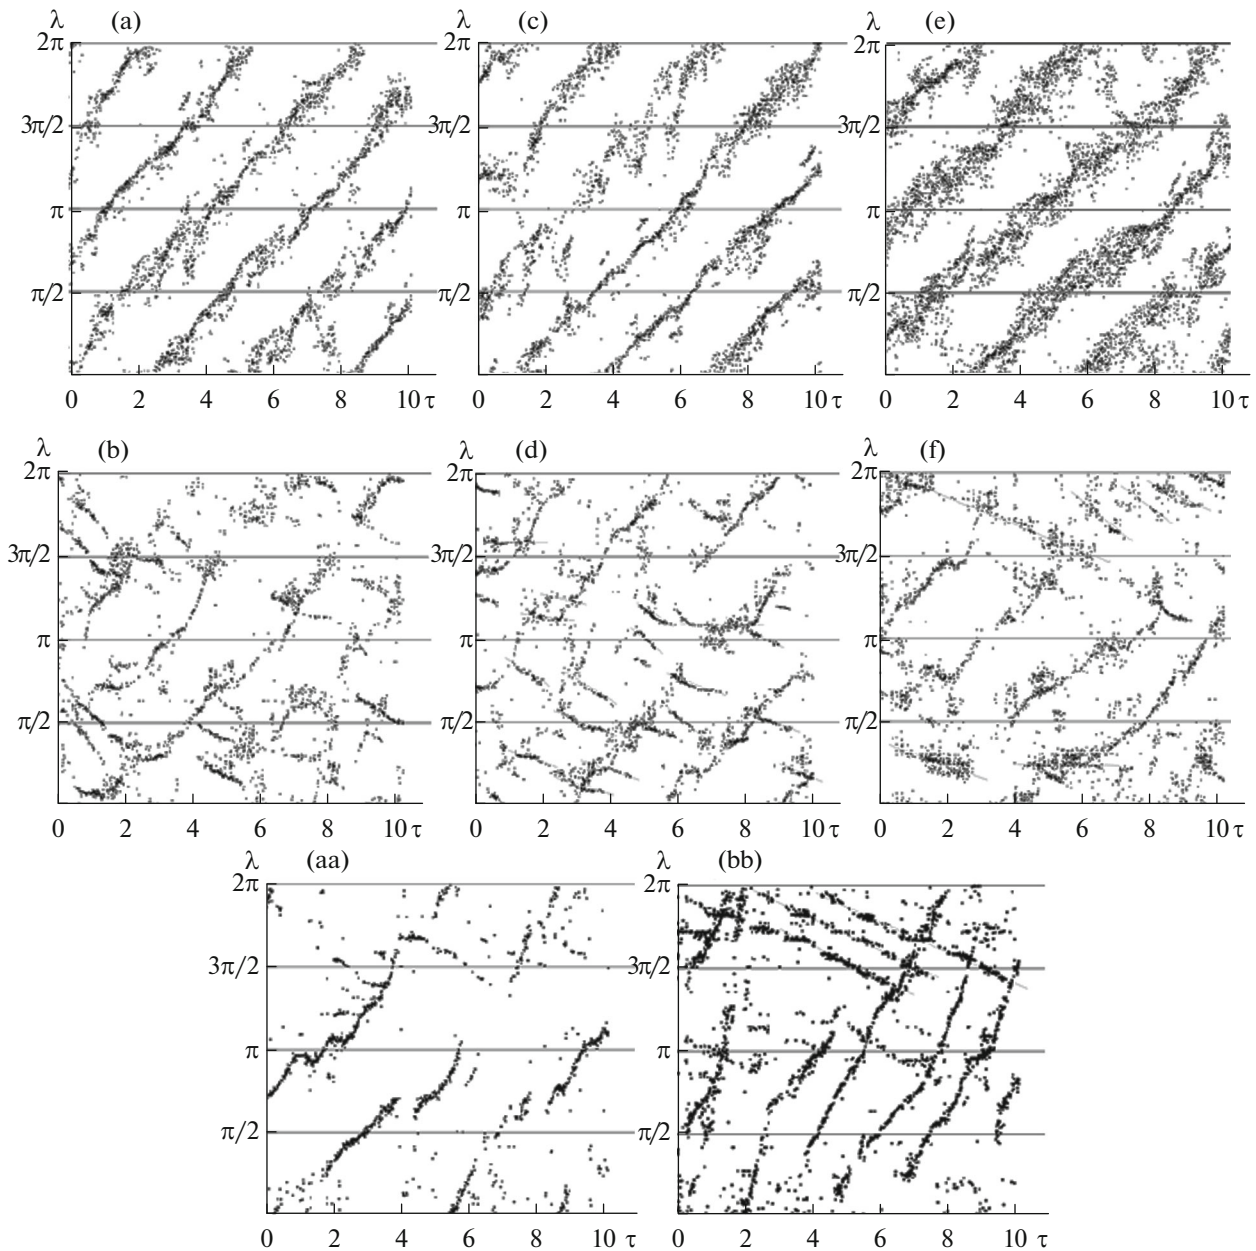 λ (a) λ (c) λ (e)
2π 2π 2π
3π/2 3π/2 3π/2
π π π
π/2 π/2 π/2
0 2 4 6 8 10 τ 0 2 4 6 8 10 τ 0 2 4 6 8 10 τ
λ (b) λ (d) λ (f)
2π 2π 2π
3π/2 3π/2 3π/2
π π π
π/2 π/2 π/2
0 2 4 6 8 10 τ 0 2 4 6 8 10 τ 0 2 4 6 8 10 τ
λ (aa) λ (bb)
2π 2π
3π/2 3π/2
π π
π/2 π/2
0 2 4 6 8 10 τ 0 2 4 6 8 10 τ